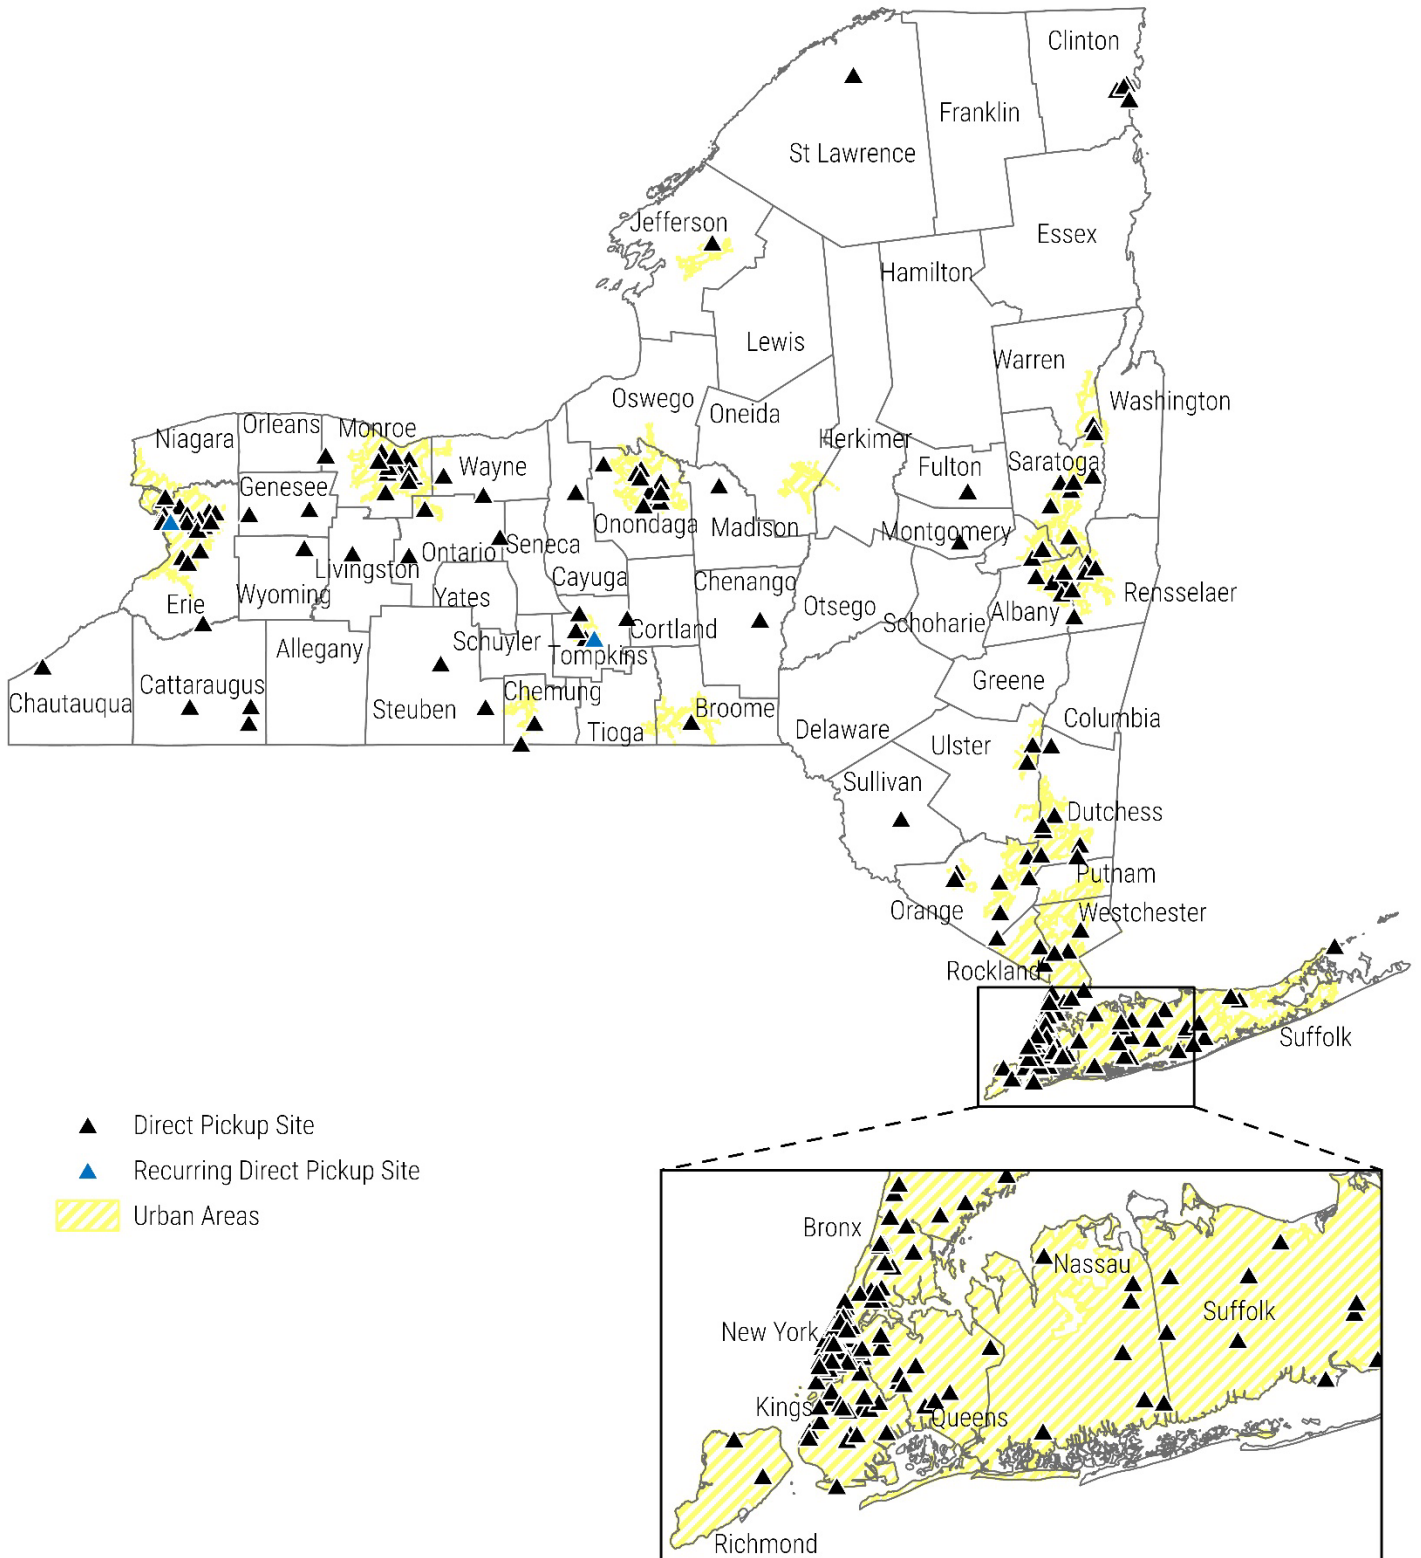 Clinton
Franklin
St Lawrence
Jefferson
Essex
Hamilton
Lewis
Warren
Oswego
Oneida
Washington
Niagara
Orleans
Monroe
Herkimer
Wayne
Fulton
Saratoga
Genesee
Onondaga
Madison
Montgomery
Ontario
Seneca
Livingston
Cayuga
Chenango
Wyoming
Yates
Erie
Otsego
Rensselaer
Albany
Schoharie
Cortland
Allegany
Schuyler
Tompkins
Cattaraugus
Chemung
Greene
Chautauqua
Steuben
Broome
Columbia
Tioga
Delaware
Ulster
Sullivan
Dutchess
Putnam
Orange
Westchester
Rockland
Suffolk
Direct Pickup Site
Recurring Direct Pickup Site
Urban Areas
Bronx
Nassau
Suffolk
New York
Kings
Queens
Richmond